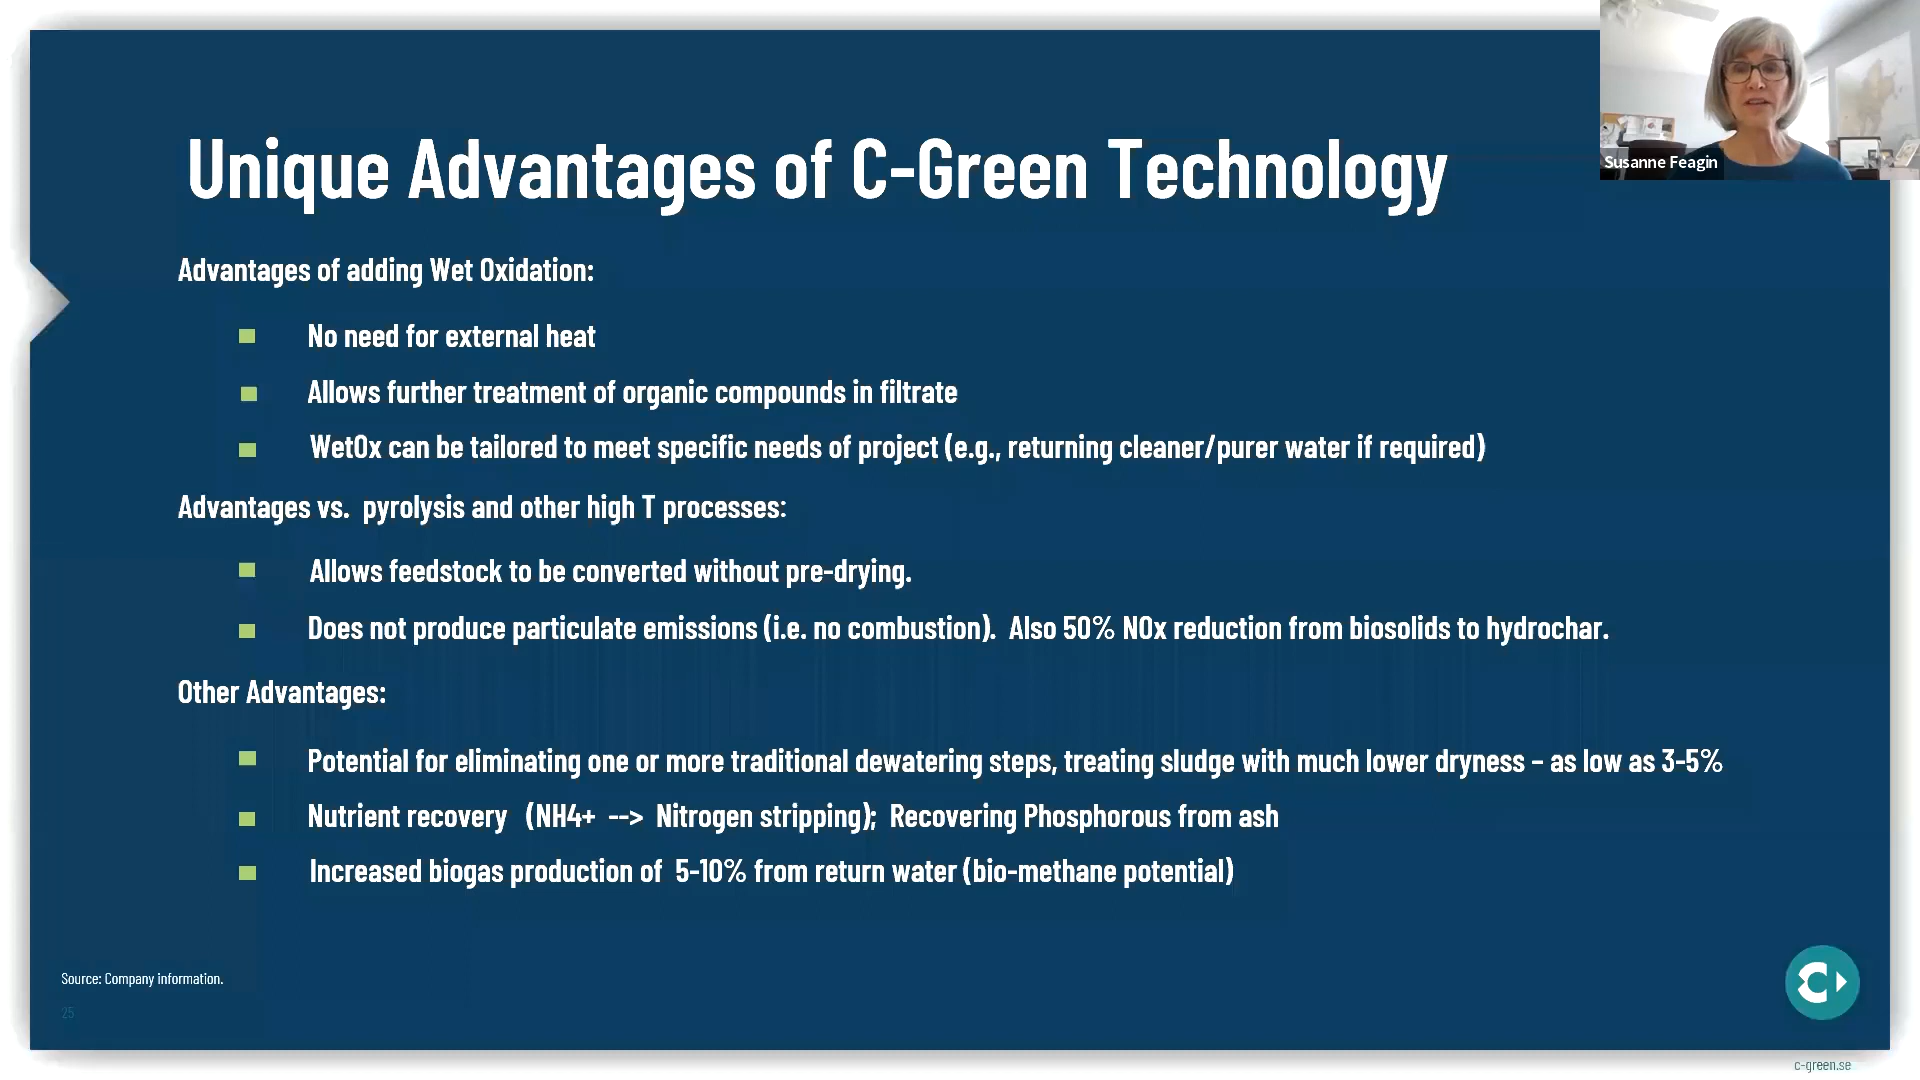 Susanne Feagin
Unique Advantages of C-Green Technology
Advantages of adding Wet Oxidation:
No need for external heat
Allows further treatment of organic compounds in filtrate
WetOx can be tailored to meet specific needs of project (e.g., returning cleaner/purer water if required)
Advantages vs. pyrolysis and other high T processes:
Allows feedstock to be converted without pre-drying.
Does not produce particulate emissions (i.e. no combustion). Also 50% NOx reduction from biosolids to hydrochar.
Other Advantages:
Potential for eliminating one or more traditional dewatering steps, treating sludge with much lower dryness – as low as 3-5%
Nutrient recovery (NH4+ --> Nitrogen stripping); Recovering Phosphorous from ash
Increased biogas production of 5-10% from return water (bio-methane potential)
Source: Company information.
25
c-green.se